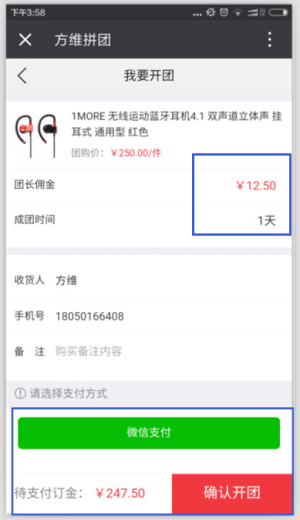 下午3:58
方维拼团
我要开团
1MORE 无线运动蓝牙耳机4.1 双声道立体声 挂
耳式 通用型 红色
团购价：￥250.00/件
团长佣金 ￥12.50
成团时间 1天
收货人 方维
手机号 18050166408
备 注 购买备注内容
请选择支付方式
微信支付
待支付订金：￥247.50 确认开团